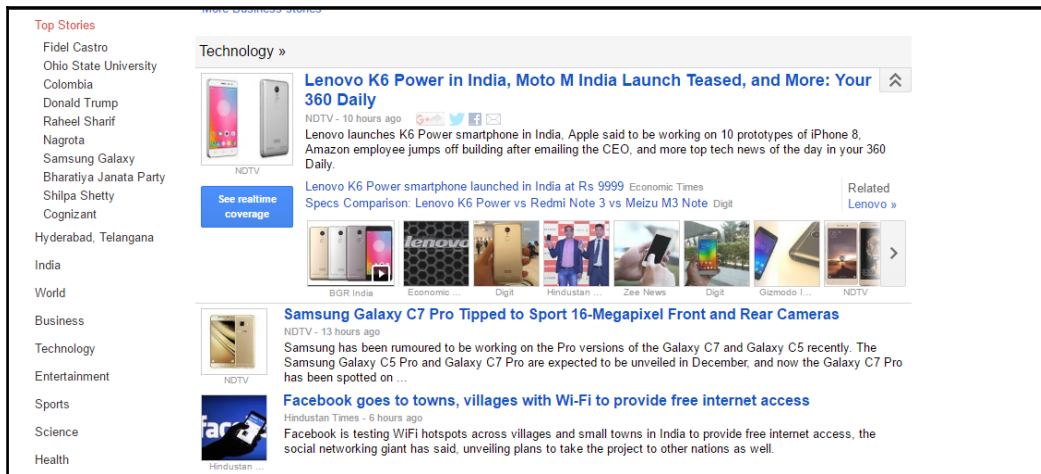 More Business stories
Top Stories
Fidel Castro
Ohio State University
Colombia
Donald Trump
Raheel Sharif
Nagrota
Samsung Galaxy
Bharatiya Janata Party
Shilpa Shetty
Cognizant
Hyderabad, Telangana
India
World
Business
Technology
Entertainment
Sports
Science
Health
Technology »
Lenovo K6 Power in India, Moto M India Launch Teased, and More: Your
360 Daily
NDTV - 10 hours ago
Lenovo launches K6 Power smartphone in India, Apple said to be working on 10 prototypes of iPhone 8,
Amazon employee jumps off building after emailing the CEO, and more top tech news of the day in your 360
Daily.
NDTV
See realtime
coverage
Lenovo K6 Power smartphone launched in India at Rs 9999 Economic Times
Specs Comparison: Lenovo K6 Power vs Redmi Note 3 vs Meizu M3 Note Digit
Related
Lenovo »
lenovo
BGR India
Economic ...
Digit
Hindustan ...
Zee News
Digit
Gizmodo I...
NDTV
Samsung Galaxy C7 Pro Tipped to Sport 16-Megapixel Front and Rear Cameras
NDTV - 13 hours ago
Samsung has been rumoured to be working on the Pro versions of the Galaxy C7 and Galaxy C5 recently. The
Samsung Galaxy C5 Pro and Galaxy C7 Pro are expected to be unveiled in December, and now the Galaxy C7 Pro
has been spotted on ...
NDTV
Facebook goes to towns, villages with Wi-Fi to provide free internet access
Hindustan Times - 6 hours ago
Facebook is testing WiFi hotspots across villages and small towns in India to provide free internet access, the
social networking giant has said, unveiling plans to take the project to other nations as well.
Hindustan ...